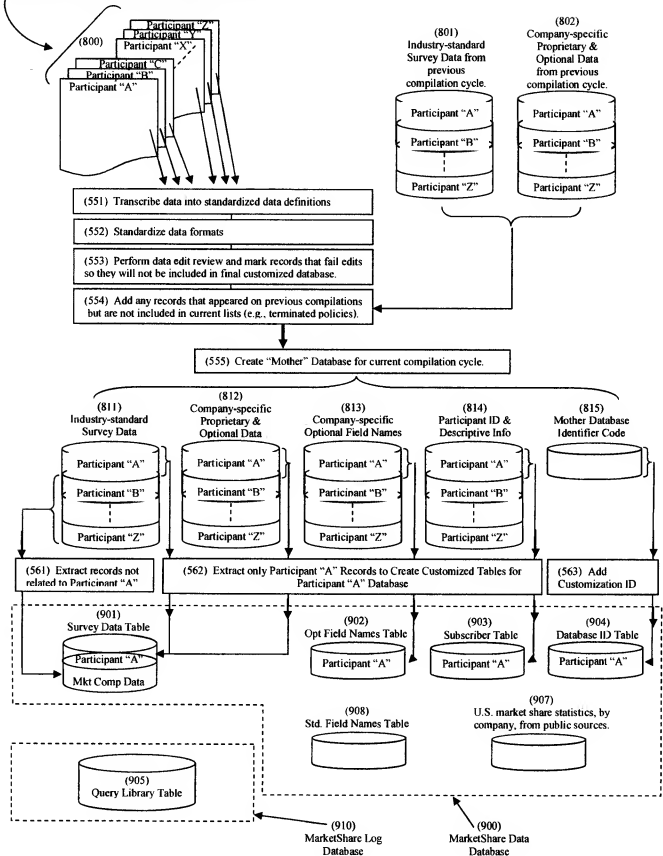 (800)
Participant "Z"
Participant "Y"
Participant "X"
Participant "C"
Participant "B"
Participant "A"
(801)
Industry-standard
Survey Data from
previous
compilation cycle.
Participant "A"
Participant "B"
Participant "Z"
(802)
Company-specific
Proprietary &
Optional Data
from previous
compilation cycle.
Participant "A"
Participant "B"
Participant "Z"
(551) Transcribe data into standardized data definitions
(552) Standardize data formats
(553) Perform data edit review and mark records that fail edits
so they will not be included in final customized database.
(554) Add any records that appeared on previous compilations
but are not included in current lists (e.g., terminated policies).
(555) Create "Mother" Database for current compilation cycle.
(811)
Industry-standard
Survey Data
Participant "A"
Participant "B"
Participant "Z"
(812)
Company-specific
Proprietary &
Optional Data
Participant "A"
Participant "B"
Participant "Z"
(813)
Company-specific
Optional Field Names
Participant "A"
Participant "B"
Participant "Z"
(814)
Participant ID &
Descriptive Info
Participant "A"
Participant "B"
Participant "Z"
(815)
Mother Database
Identifier Code
(561) Extract records not
related to Participant "A"
(562) Extract only Participant "A" Records to Create Customized Tables for
Participant "A" Database
(563) Add
Customization ID
(901)
Survey Data Table
Participant "A"
Mkt Comp Data
(902)
Opt Field Names Table
Participant "A"
(903)
Subscriber Table
Participant "A"
(904)
Database ID Table
Participant "A"
(908)
Std. Field Names Table
(907)
U.S. market share statistics, by
company, from public sources.
(905)
Query Library Table
(910)
MarketShare Log
Database
(900)
MarketShare Data
Database